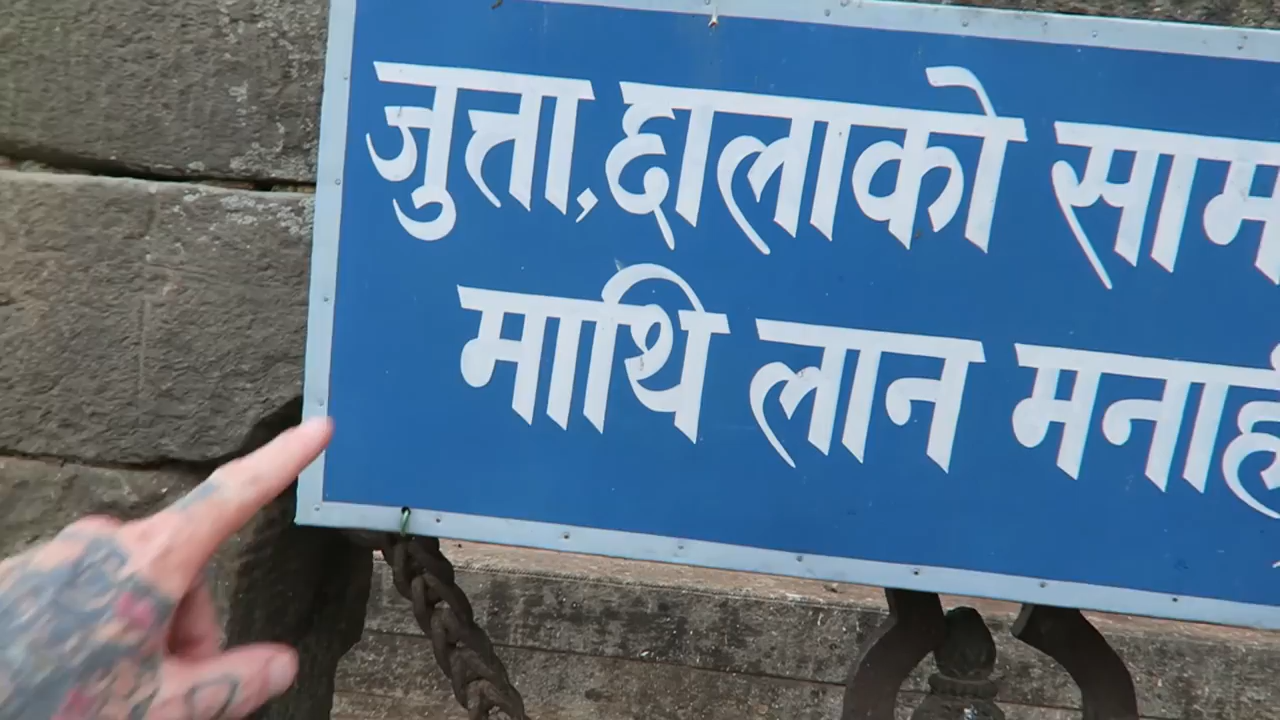 जुत्ता,छालाको साम
माथि लान मनाही